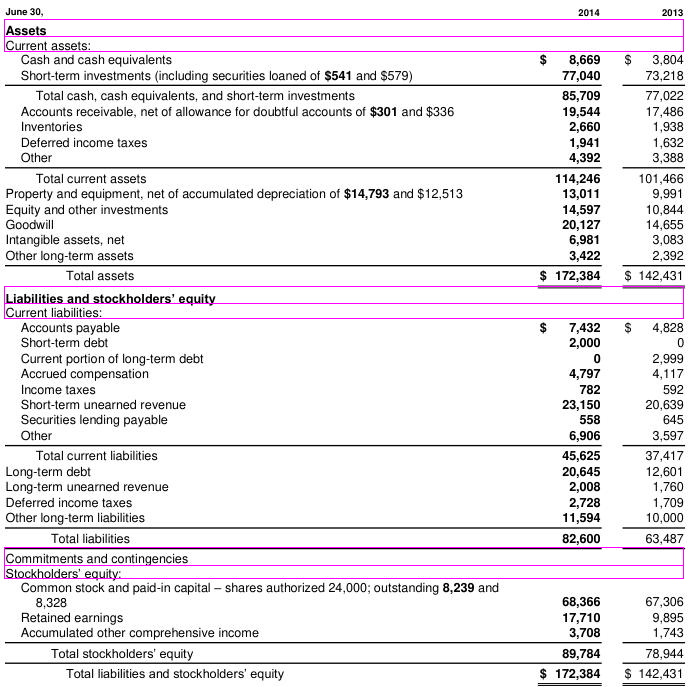 June 30, 2014 2013
Assets
Current assets:
Cash and cash equivalents $ 8,669 $ 3,804
Short-term investments (including securities loaned of $541 and $579) 77,040 73,218
Total cash, cash equivalents, and short-term investments 85,709 77,022
Accounts receivable, net of allowance for doubtful accounts of $301 and $336 19,544 17,486
Inventories 2,660 1,938
Deferred income taxes 1,941 1,632
Other 4,392 3,388
Total current assets 114,246 101,466
Property and equipment, net of accumulated depreciation of $14,793 and $12,513 13,011 9,991
Equity and other investments 14,597 10,844
Goodwill 20,127 14,655
Intangible assets, net 6,981 3,083
Other long-term assets 3,422 2,392
Total assets $ 172,384 $ 142,431
Liabilities and stockholders' equity
Current liabilities:
Accounts payable $ 7,432 $ 4,828
Short-term debt 2,000 0
Current portion of long-term debt 0 2,999
Accrued compensation 4,797 4,117
Income taxes 782 592
Short-term unearned revenue 23,150 20,639
Securities lending payable 558 645
Other 6,906 3,597
Total current liabilities 45,625 37,417
Long-term debt 20,645 12,601
Long-term unearned revenue 2,008 1,760
Deferred income taxes 2,728 1,709
Other long-term liabilities 11,594 10,000
Total liabilities 82,600 63,487
Commitments and contingencies
Stockholders' equity:
Common stock and paid-in capital – shares authorized 24,000; outstanding 8,239 and
8,328 68,366 67,306
Retained earnings 17,710 9,895
Accumulated other comprehensive income 3,708 1,743
Total stockholders' equity 89,784 78,944
Total liabilities and stockholders' equity $ 172,384 $ 142,431